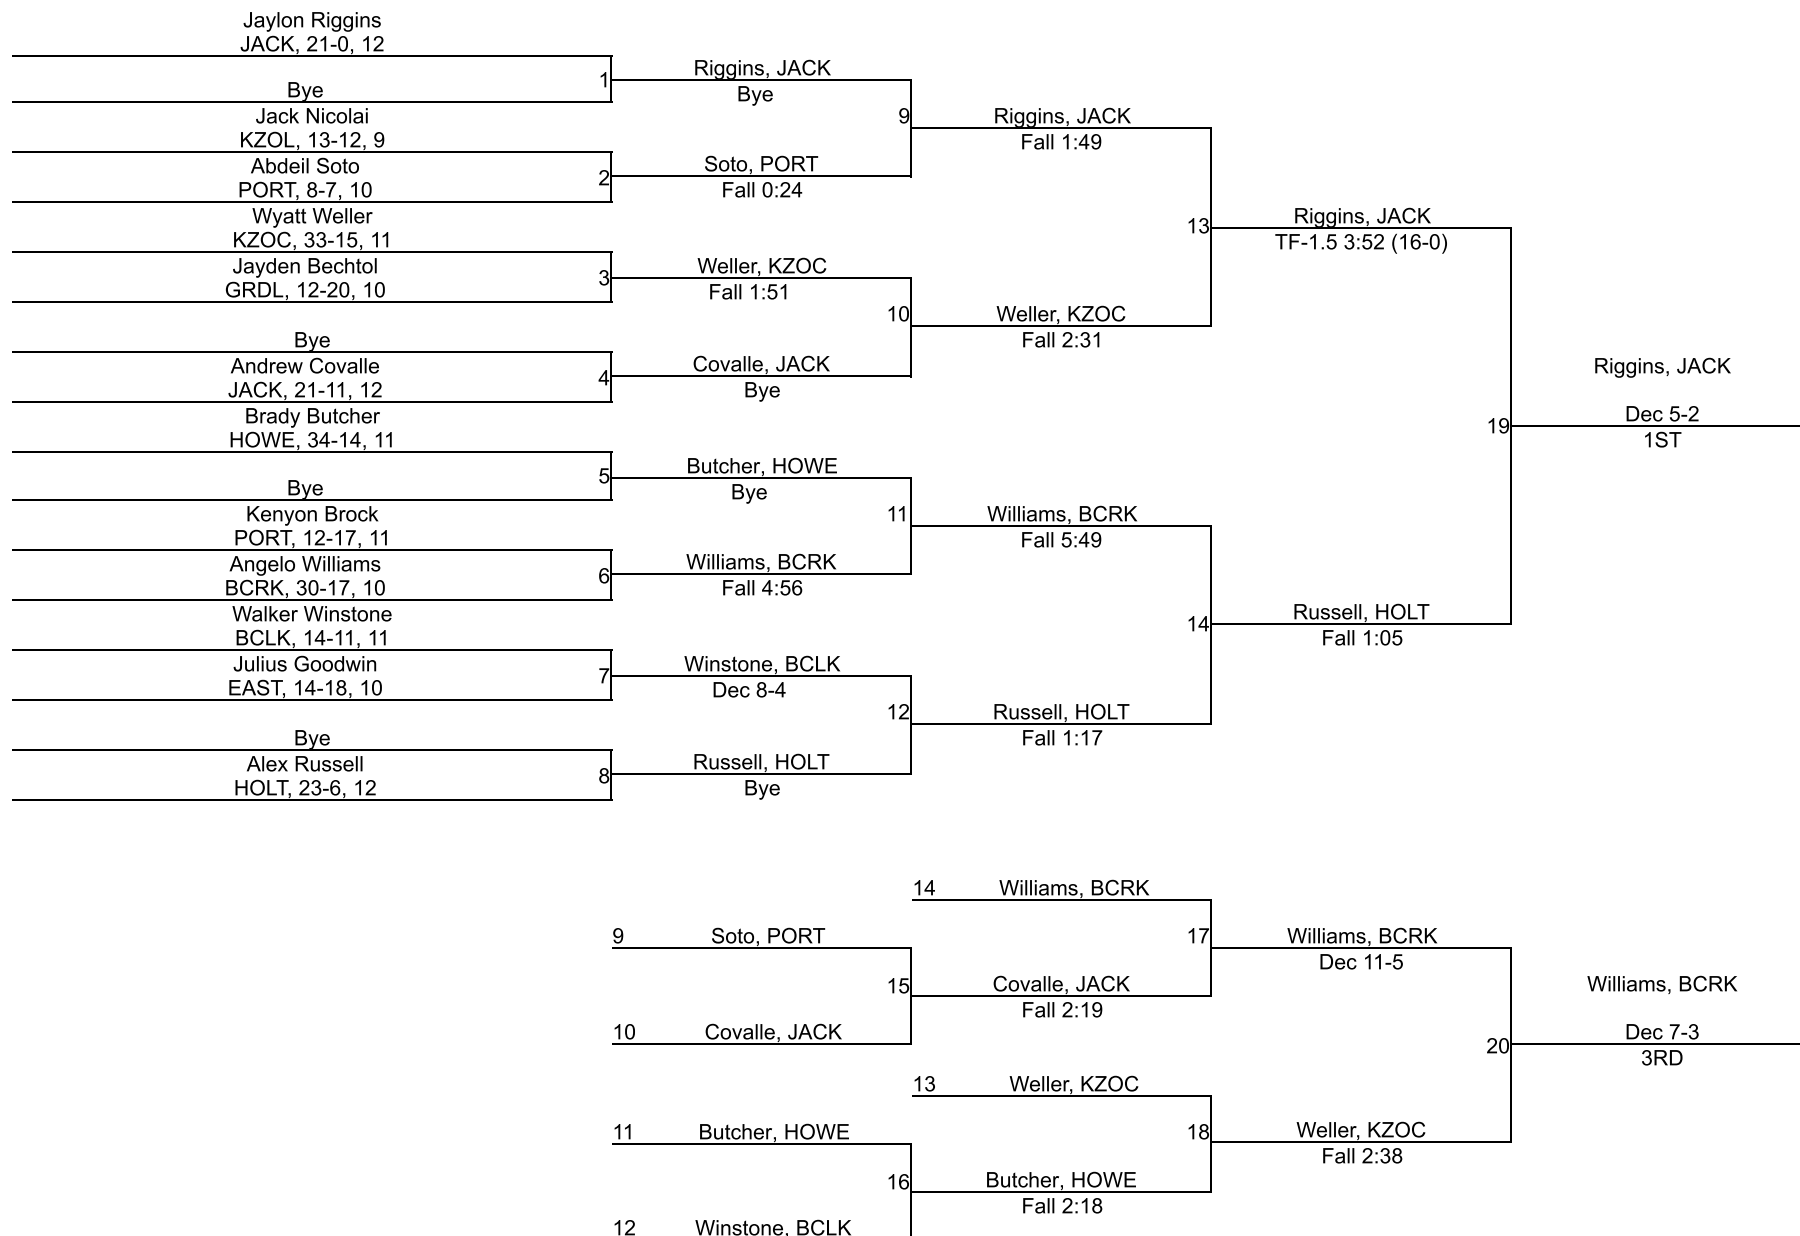 Jaylon Riggins
JACK, 21-0, 12
Bye
1
Riggins, JACK
Bye
Jack Nicolai
KZOL, 13-12, 9
Abdeil Soto
PORT, 8-7, 10
2
Soto, PORT
Fall 0:24
9
Riggins, JACK
Fall 1:49
Wyatt Weller
KZOC, 33-15, 11
Jayden Bechtol
GRDL, 12-20, 10
3
Weller, KZOC
Fall 1:51
Bye
Andrew Covalle
JACK, 21-11, 12
4
Covalle, JACK
Bye
10
Weller, KZOC
Fall 2:31
13
Riggins, JACK
TF-1.5 3:52 (16-0)
Brady Butcher
HOWE, 34-14, 11
Bye
5
Butcher, HOWE
Bye
Kenyon Brock
PORT, 12-17, 11
Angelo Williams
BCRK, 30-17, 10
6
Williams, BCRK
Fall 4:56
11
Williams, BCRK
Fall 5:49
Walker Winstone
BCLK, 14-11, 11
Julius Goodwin
EAST, 14-18, 10
7
Winstone, BCLK
Dec 8-4
Bye
Alex Russell
HOLT, 23-6, 12
8
Russell, HOLT
Bye
12
Russell, HOLT
Fall 1:17
14
Russell, HOLT
Fall 1:05
19
Riggins, JACK
Dec 5-2
1ST
14
Williams, BCRK
9
Soto, PORT
10
Covalle, JACK
15
Covalle, JACK
Fall 2:19
17
Williams, BCRK
Dec 11-5
13
Weller, KZOC
11
Butcher, HOWE
12
Winstone, BCLK
16
Butcher, HOWE
Fall 2:18
18
Weller, KZOC
Fall 2:38
20
Williams, BCRK
Dec 7-3
3RD